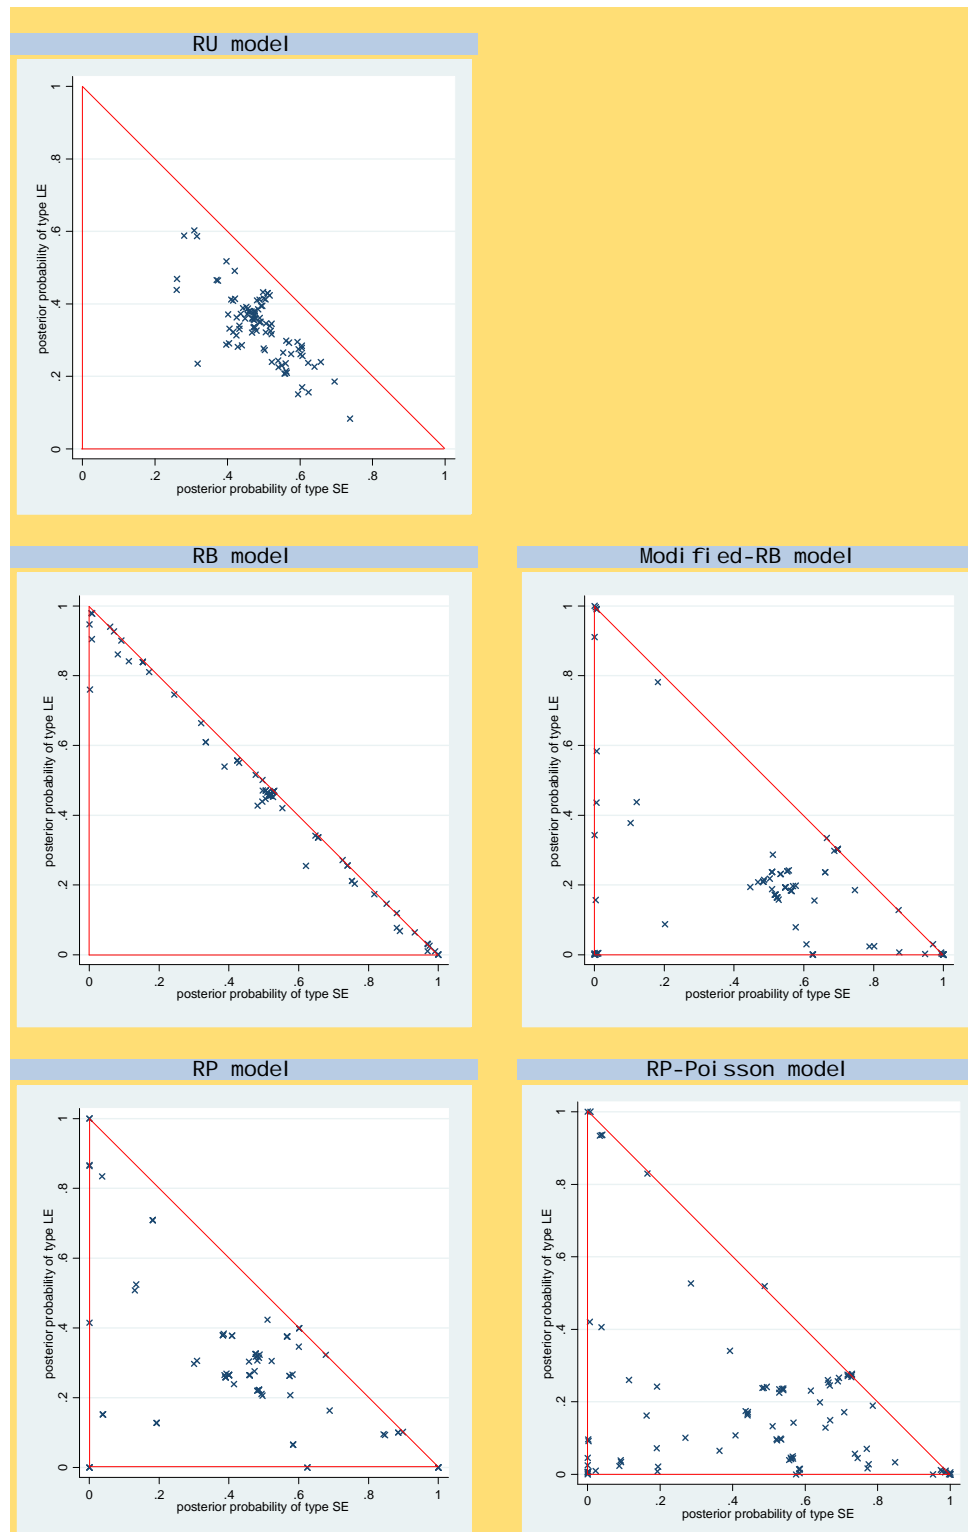 RU model
posterior probability of type LE
1
.8
.6
.4
.2
0
0 .2 .4 .6 .8 1
posterior probability of type SE
RB model
posterior probability of type LE
1
.8
.6
.4
.2
0
0 .2 .4 .6 .8 1
posterior probability of type SE
Modified-RB model
posterior probability of type LE
1
.8
.6
.4
.2
0
0 .2 .4 .6 .8 1
posterior proability of type SE
RP model
posterior probability of type LE
1
.8
.6
.4
.2
0
0 .2 .4 .6 .8 1
posterior probability of type SE
RP-Poisson model
posterior probability of type LE
1
.8
.6
.4
.2
0
0 .2 .4 .6 .8 1
posterior probability of type SE